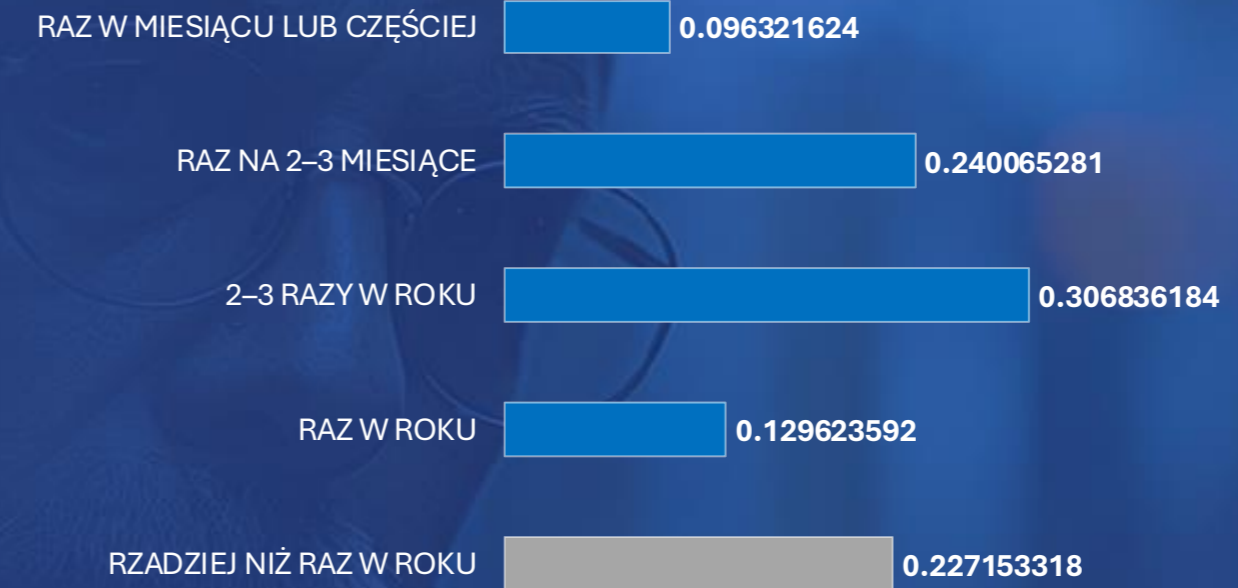 RAZ W MIESIĄCU LUB CZĘŚCIEJ 0.096321624
RAZ NA 2–3 MIESIĄCE 0.240065281
2–3 RAZY W ROKU 0.306836184
RAZ W ROKU 0.129623592
RZADZIEJ NIŻ RAZ W ROKU 0.227153318